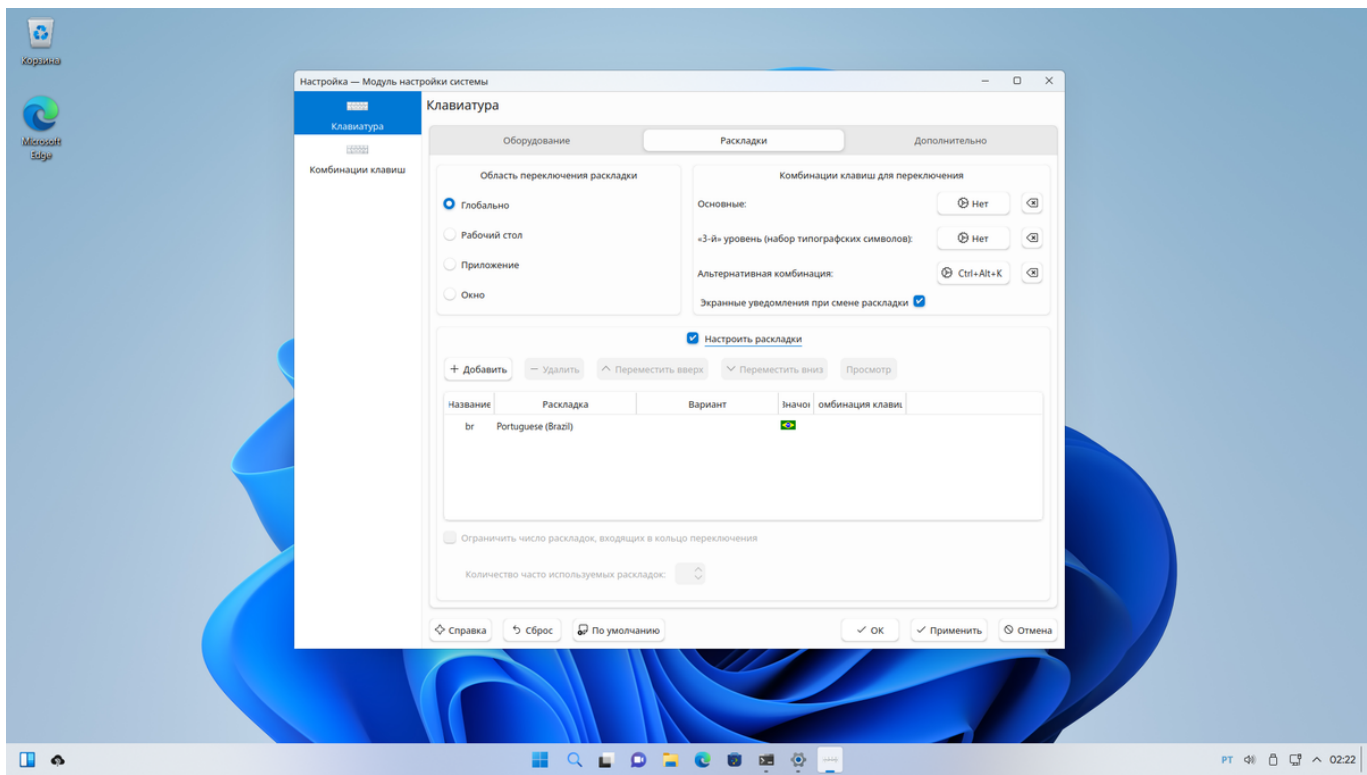 Корзина
Microsoft
Edge
Настройка — Модуль настройки системы
Клавиатура
Комбинации клавиш
Клавиатура
Оборудование
Раскладки
Дополнительно
Область переключения раскладки
Глобально
Рабочий стол
Приложение
Окно
Комбинации клавиш для переключения
Основные:
Нет
«3-й» уровень (набор типографских символов):
Нет
Альтернативная комбинация:
Ctrl+Alt+K
Экранные уведомления при смене раскладки
Настроить раскладки
Добавить
Удалить
Переместить вверх
Переместить вниз
Просмотр
Название
Раскладка
Вариант
Значо
омбинация клави
br
Portuguese (Brazil)
Ограничить число раскладок, входящих в кольцо переключения
Количество часто используемых раскладок:
Справка
Сброс
По умолчанию
ОК
Применить
Отмена
PT
02:22